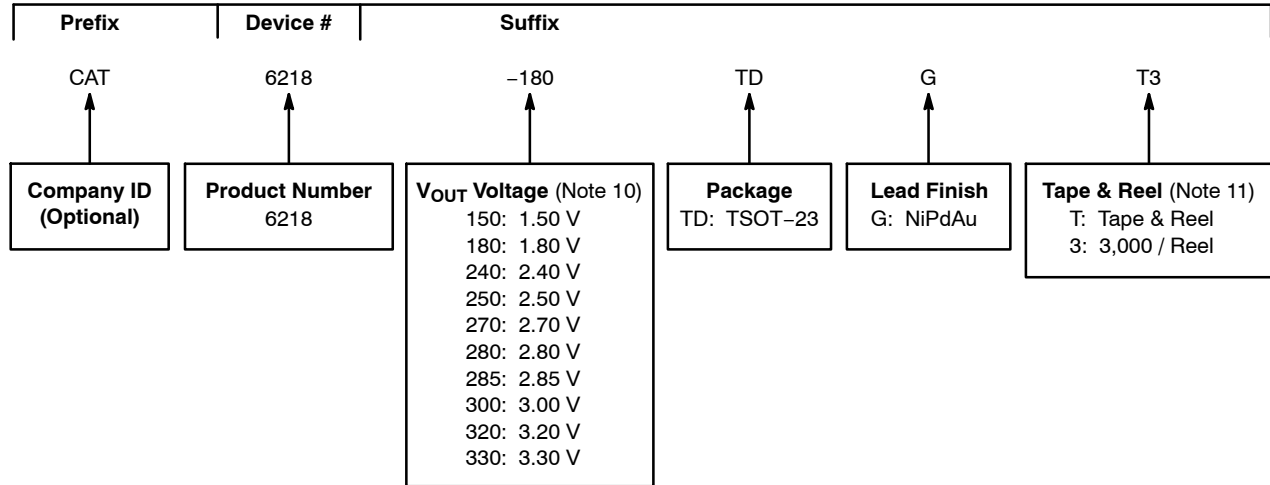 Prefix Device # Suffix
CAT 6218 −180 TD G T3
Company ID
(Optional)
Product Number
6218
VOUT Voltage (Note 10)
150: 1.50 V
180: 1.80 V
240: 2.40 V
250: 2.50 V
270: 2.70 V
280: 2.80 V
285: 2.85 V
300: 3.00 V
320: 3.20 V
330: 3.30 V
Package
TD: TSOT−23
Lead Finish
G: NiPdAu
Tape & Reel (Note 11)
T: Tape & Reel
3: 3,000 / Reel